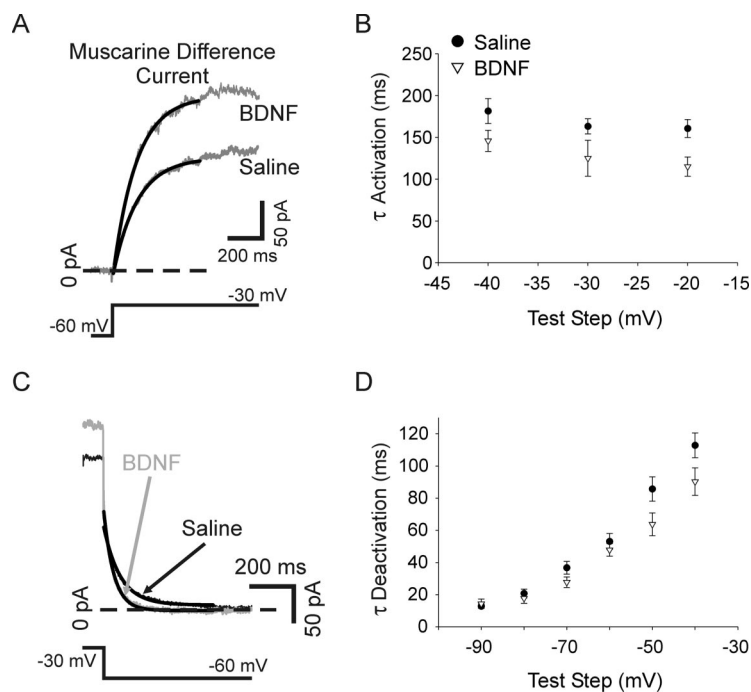 A
Muscarine Difference
Current
BDNF
Saline
50 pA
200 ms
0 pA
-30 mV
-60 mV
B
Saline
BDNF
τ Activation (ms)
250
200
150
100
50
0
-45 -40 -35 -30 -25 -20 -15
Test Step (mV)
C
BDNF
Saline
200 ms
50 pA
0 pA
-30 mV
-60 mV
D
τ Deactivation (ms)
120
100
80
60
40
20
0
-90 -70 -50 -30
Test Step (mV)